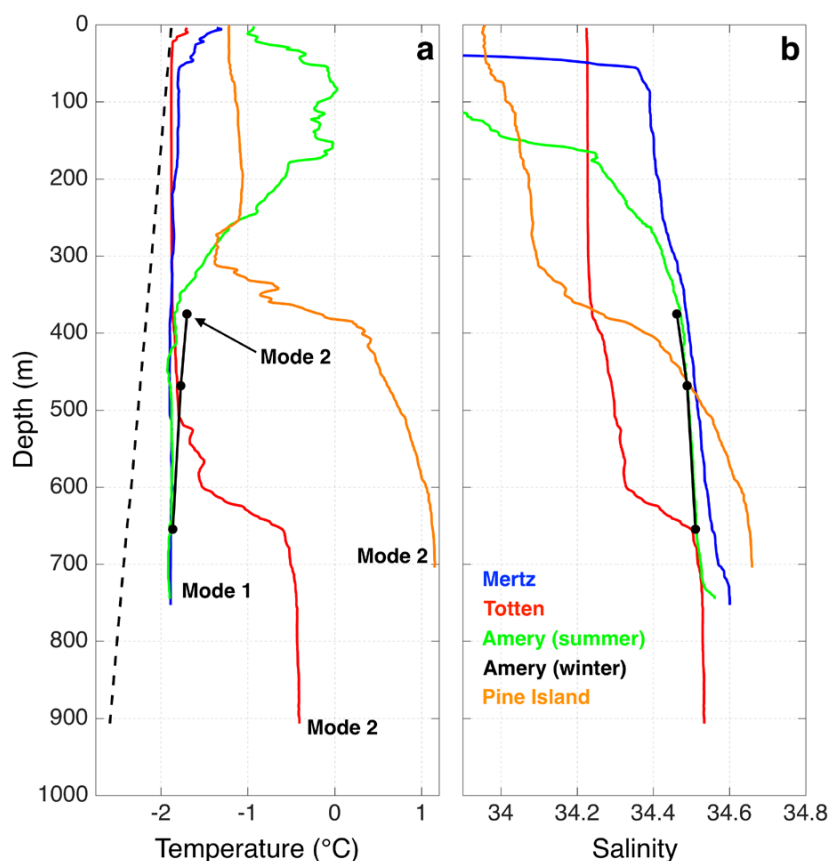 a
b
0
100
200
300
400
500
600
700
800
900
1000
Depth (m)
-2
-1
0
1
Temperature (°C)
34
34.2
34.4
34.6
34.8
Salinity
Mode 2
Mode 2
Mode 1
Mode 2
Mertz
Totten
Amery (summer)
Amery (winter)
Pine Island